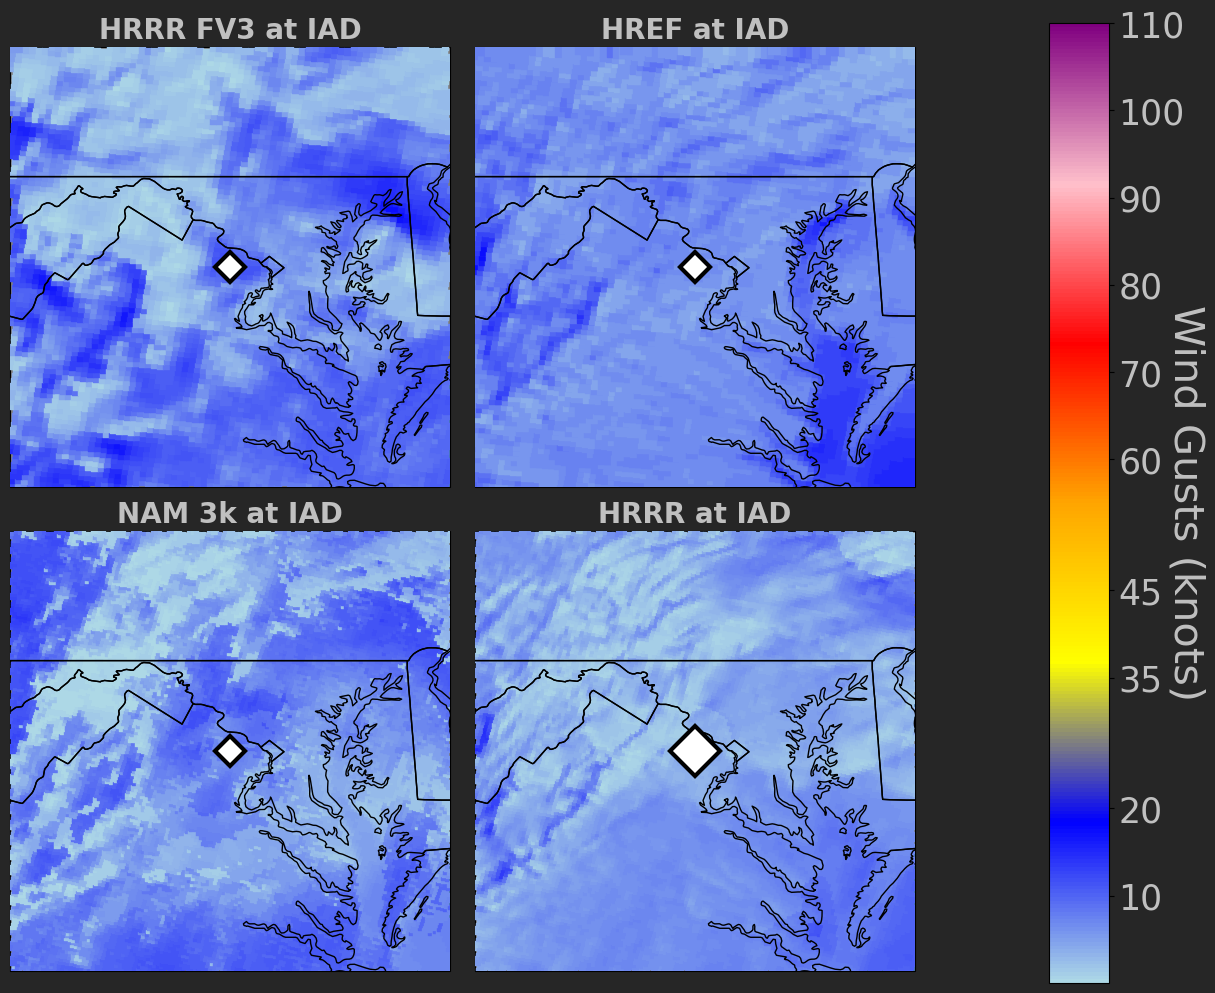 HRRR FV3 at IAD
HREF at IAD
NAM 3k at IAD
HRRR at IAD
110
100
90
80
70
60
45
35
20
10
Wind Gusts (knots)